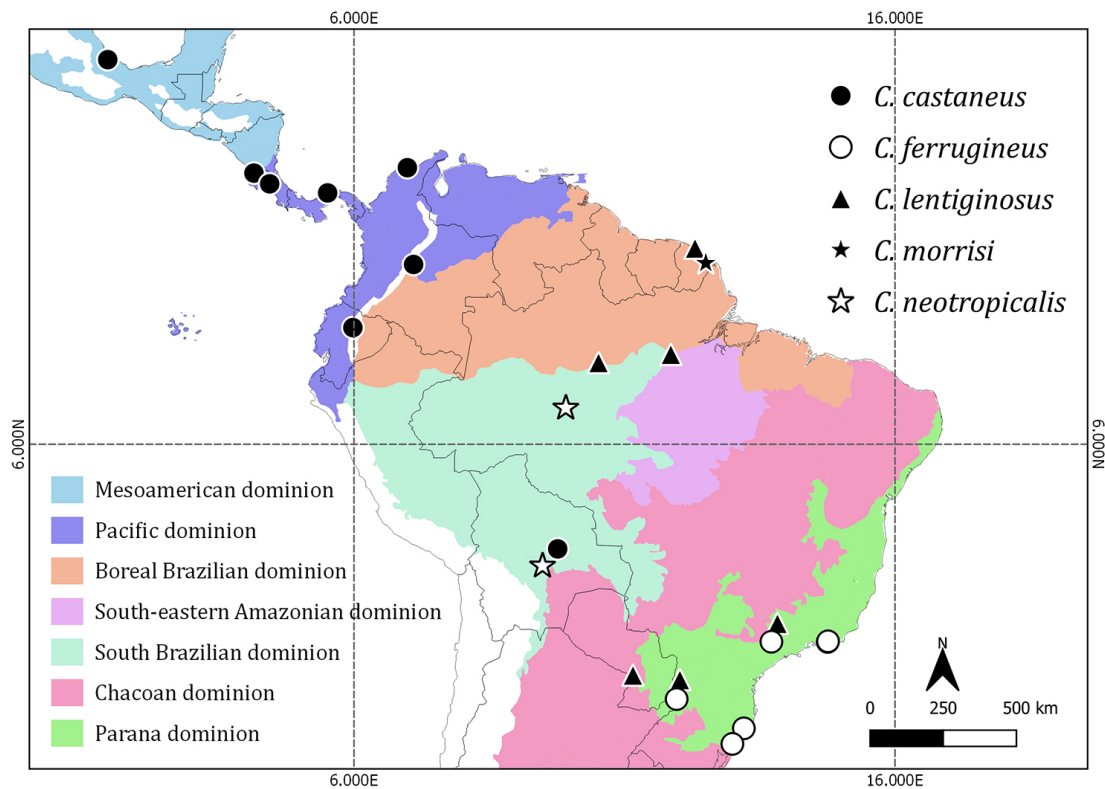 6.000E 16.000E
C. castaneus
C. ferrugineus
C. lentiginosus
C. morrisi
C. neotropicalis
6.000N 6.000N
Mesoamerican dominion
Pacific dominion
Boreal Brazilian dominion
South-eastern Amazonian dominion
South Brazilian dominion
Chacoan dominion
Parana dominion
N
0 250 500 km
6.000E 16.000E